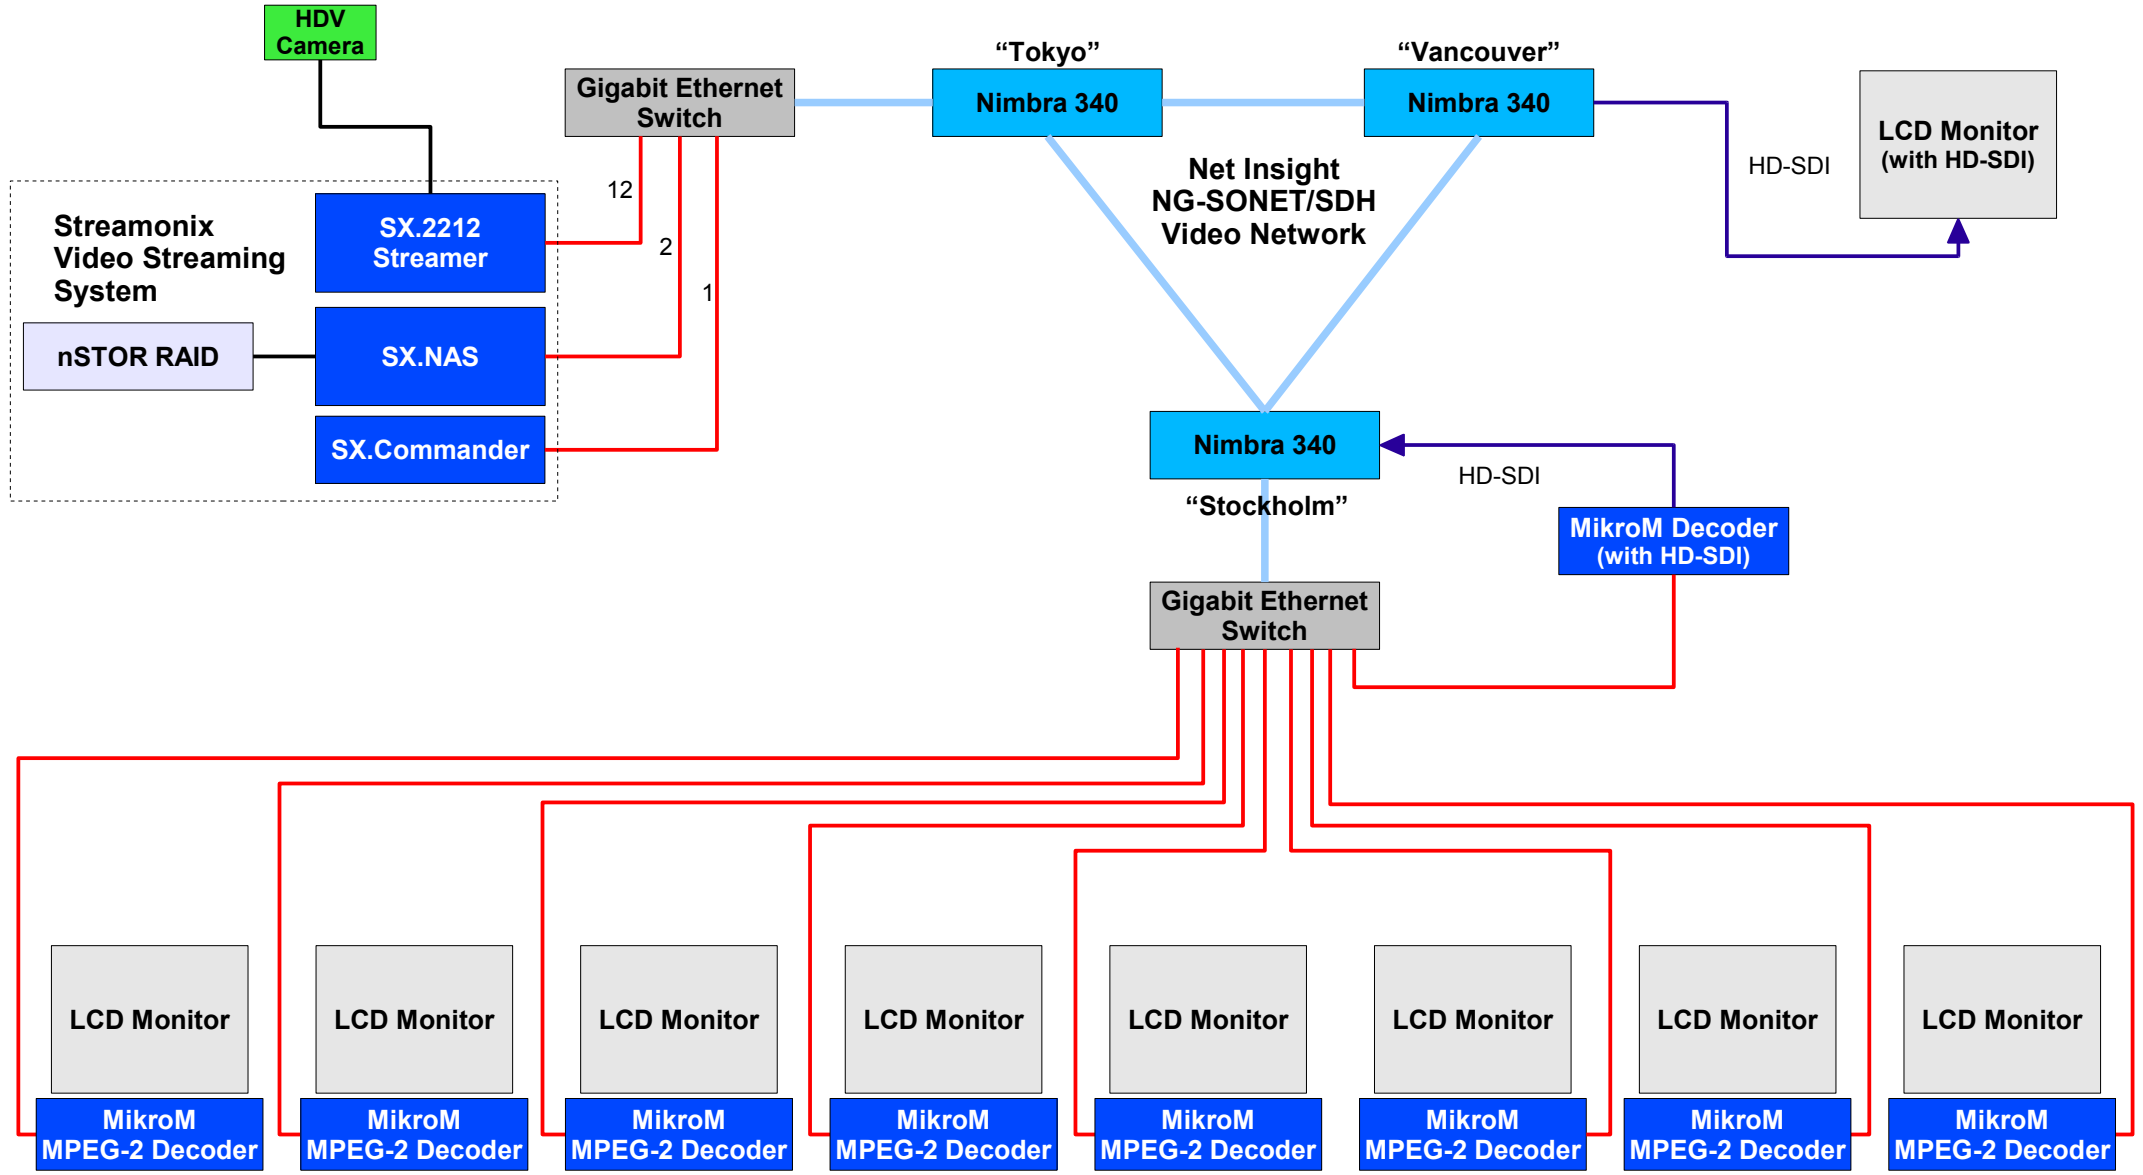 HDV
Camera
Gigabit Ethernet
Switch
“Tokyo”
Nimbra 340
“Vancouver”
Nimbra 340
LCD Monitor
(with HD-SDI)
HD-SDI
Net Insight
NG-SONET/SDH
Video Network
12
2
1
Streamonix
Video Streaming
System
SX.2212
Streamer
nSTOR RAID
SX.NAS
SX.Commander
Nimbra 340
“Stockholm”
HD-SDI
MikroM Decoder
(with HD-SDI)
Gigabit Ethernet
Switch
LCD Monitor
LCD Monitor
LCD Monitor
LCD Monitor
LCD Monitor
LCD Monitor
LCD Monitor
LCD Monitor
MikroM
MPEG-2 Decoder
MikroM
MPEG-2 Decoder
MikroM
MPEG-2 Decoder
MikroM
MPEG-2 Decoder
MikroM
MPEG-2 Decoder
MikroM
MPEG-2 Decoder
MikroM
MPEG-2 Decoder
MikroM
MPEG-2 Decoder